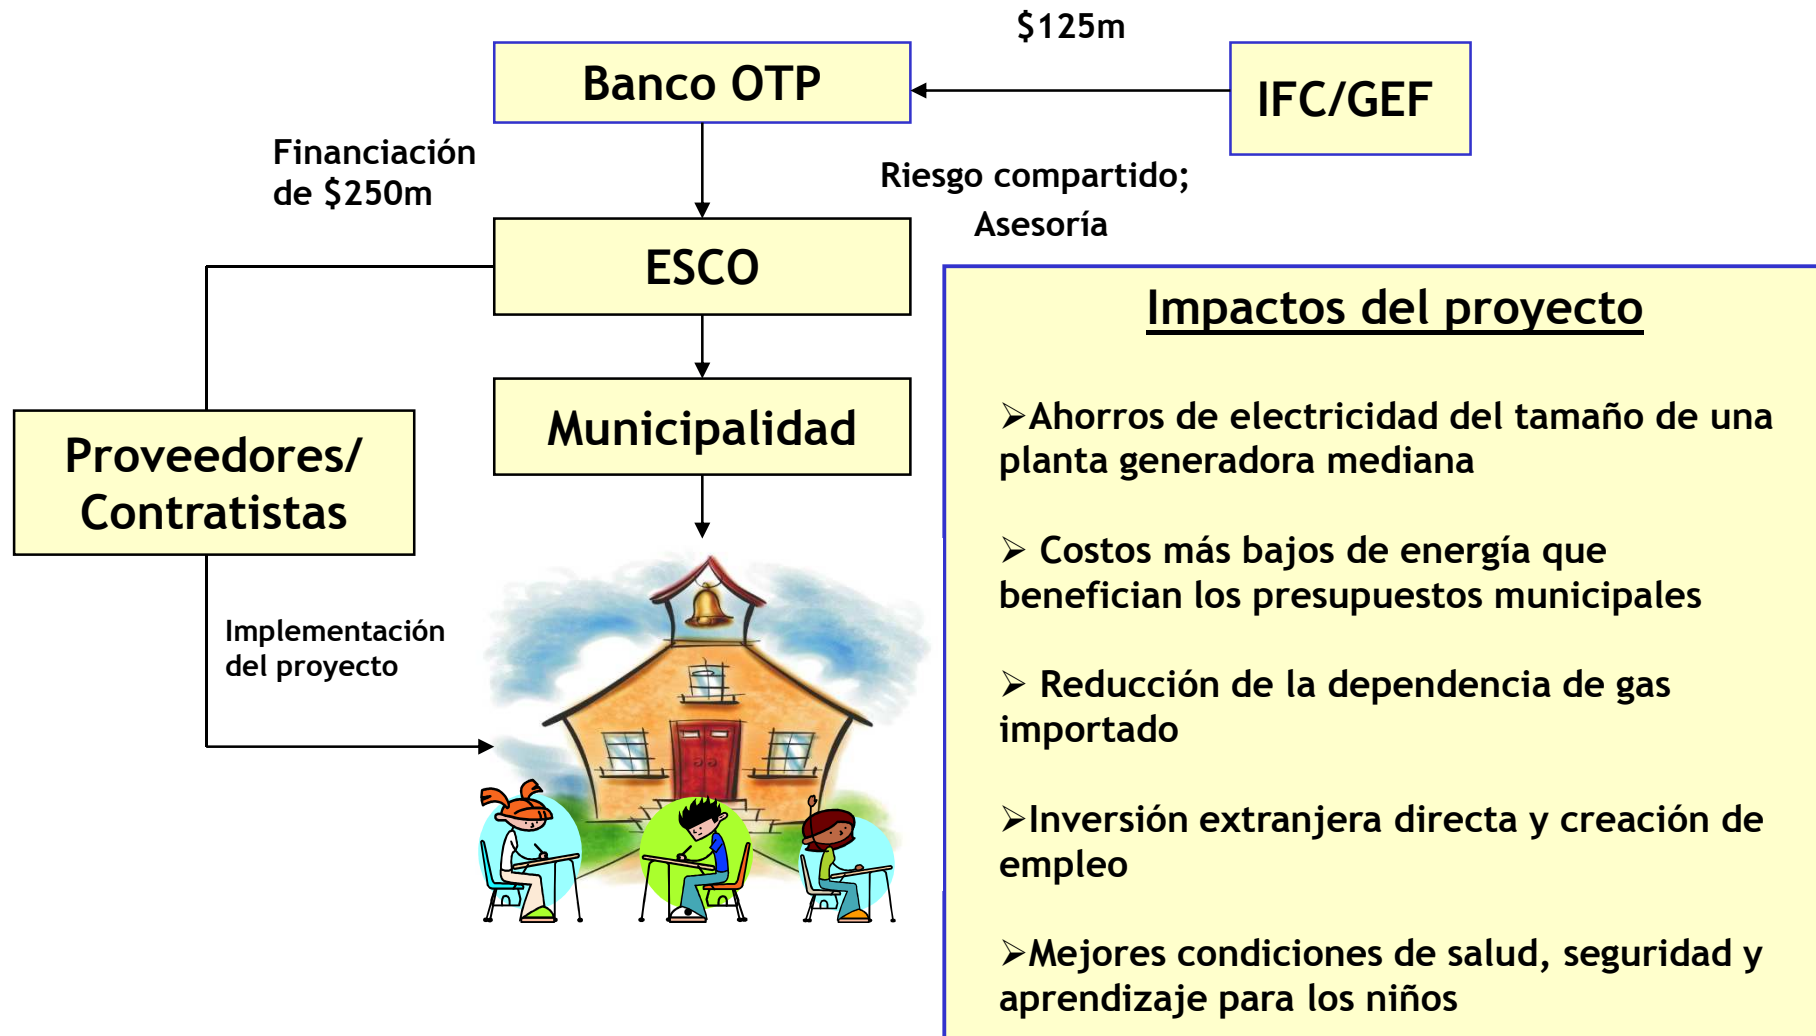 $125m
Banco OTP
IFC/GEF
Financiación
de $250m
Riesgo compartido;
Asesoría
ESCO
Municipalidad
Proveedores/
Contratistas
Implementación
del proyecto
Impactos del proyecto
➢Ahorros de electricidad del tamaño de una
planta generadora mediana
➢ Costos más bajos de energía que
benefician los presupuestos municipales
➢ Reducción de la dependencia de gas
importado
➢Inversión extranjera directa y creación de
empleo
➢Mejores condiciones de salud, seguridad y
aprendizaje para los niños